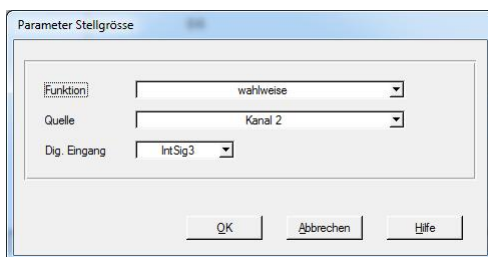 Parameter Stellgrösse
Funktion wahlweise
Quelle Kanal 2
Dig. Eingang IntSig3
OK Abbrechen Hilfe